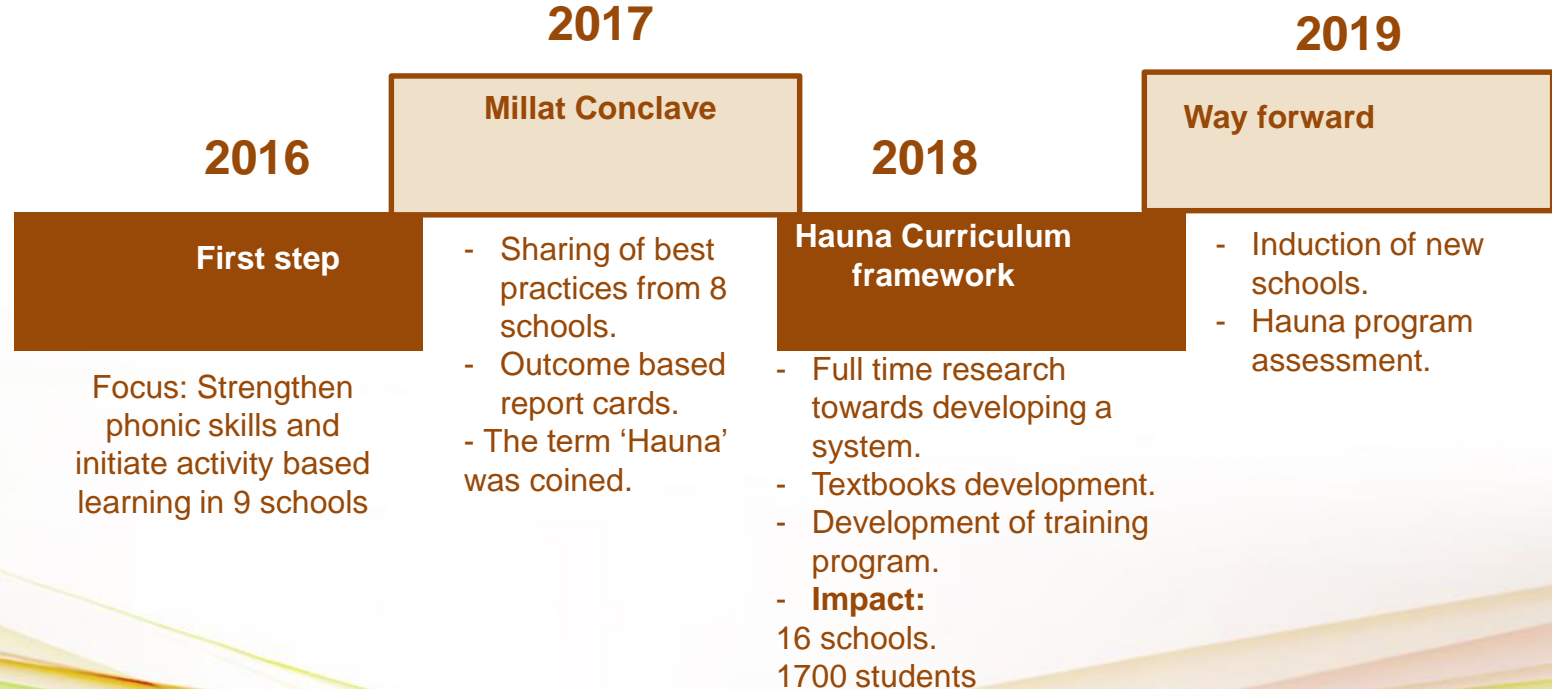 2016
First step
Focus: Strengthen
phonic skills and
initiate activity based
learning in 9 schools
2017
Millat Conclave
- Sharing of best
practices from 8
schools.
- Outcome based
report cards.
- The term ‘Hauna’
was coined.
2018
Hauna Curriculum
framework
- Full time research
towards developing a
system.
- Textbooks development.
- Development of training
program.
- Impact:
16 schools.
1700 students
2019
Way forward
- Induction of new
schools.
- Hauna program
assessment.